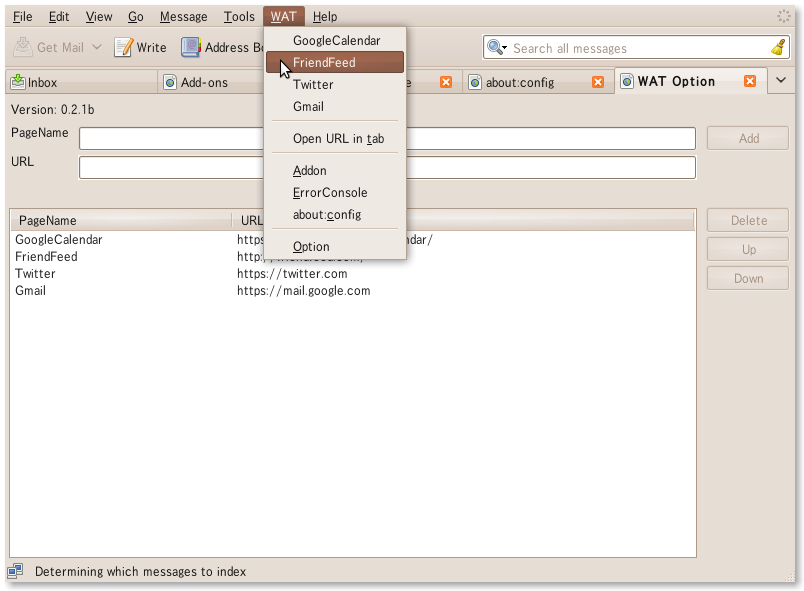 File Edit View Go Message Tools WAT Help
Get Mail Write Address Bo Search all messages
Inbox Add-ons e about:config WAT Option
GoogleCalendar
FriendFeed
Twitter
Gmail
Open URL in tab
Addon
ErrorConsole
about:config
Option
Version: 0.2.1b
PageName Add
URL
PageName URL Delete
GoogleCalendar https ndar/
FriendFeed http://friendfeed.com/ Up
Twitter https://twitter.com Down
Gmail https://mail.google.com
Determining which messages to index